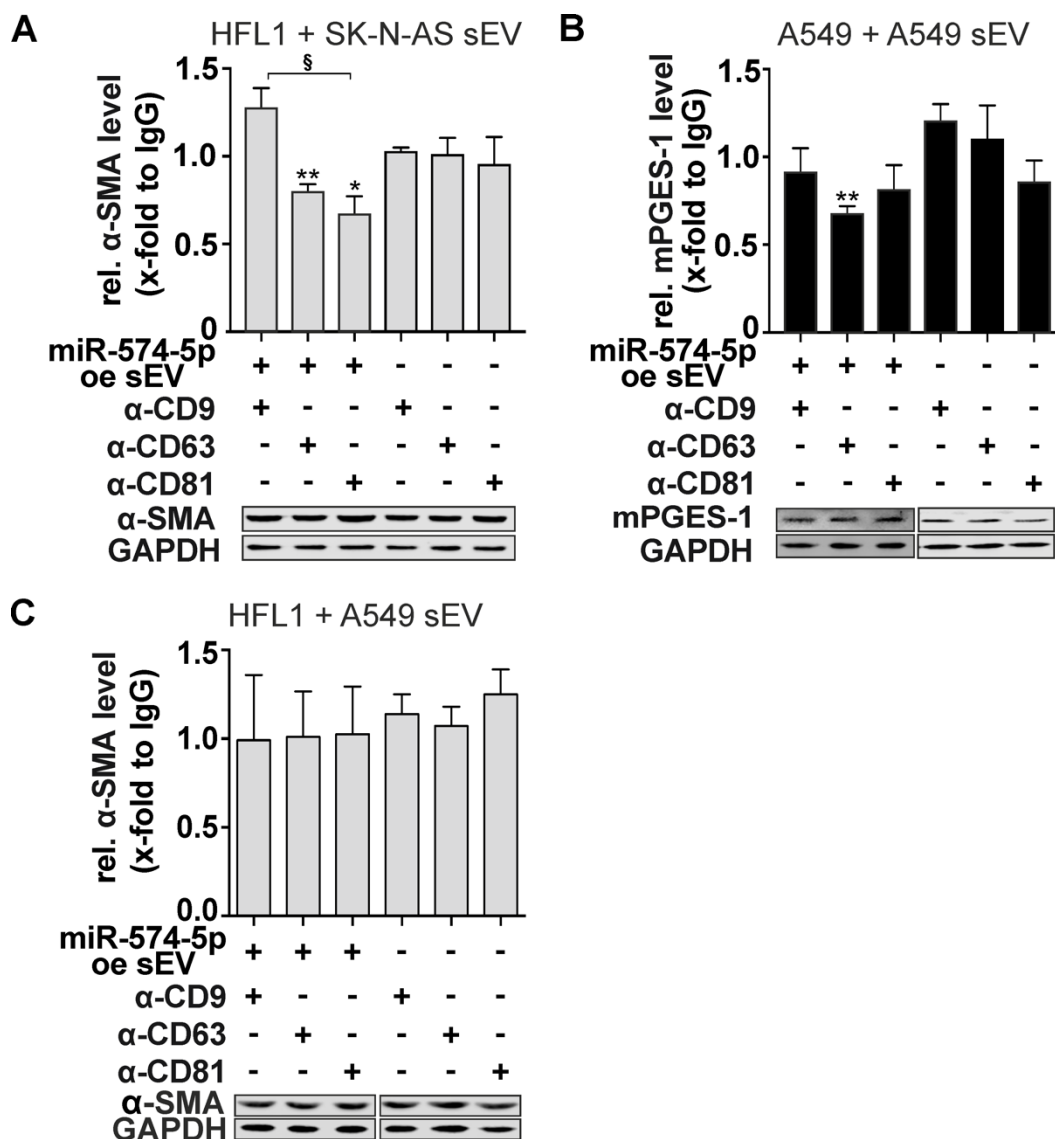 A
HFL1 + SK-N-AS sEV
rel. α-SMA level
(x-fold to IgG)
1.5
1.0
0.5
0
§
**
*
miR-574-5p
oe sEV + + + - - -
α-CD9 + - - + - -
α-CD63 - + - - + -
α-CD81 - - + - - +
α-SMA
GAPDH
B
A549 + A549 sEV
rel. mPGES-1 level
(x-fold to IgG)
1.5
1.0
0.5
0
**
miR-574-5p
oe sEV + + + - - -
α-CD9 + - - + - -
α-CD63 - + - - + -
α-CD81 - - + - - +
mPGES-1
GAPDH
C
HFL1 + A549 sEV
rel. α-SMA level
(x-fold to IgG)
1.5
1.0
0.5
0.0
miR-574-5p
oe sEV + + + - - -
α-CD9 + - - + - -
α-CD63 - + - - + -
α-CD81 - - + - - +
α-SMA
GAPDH